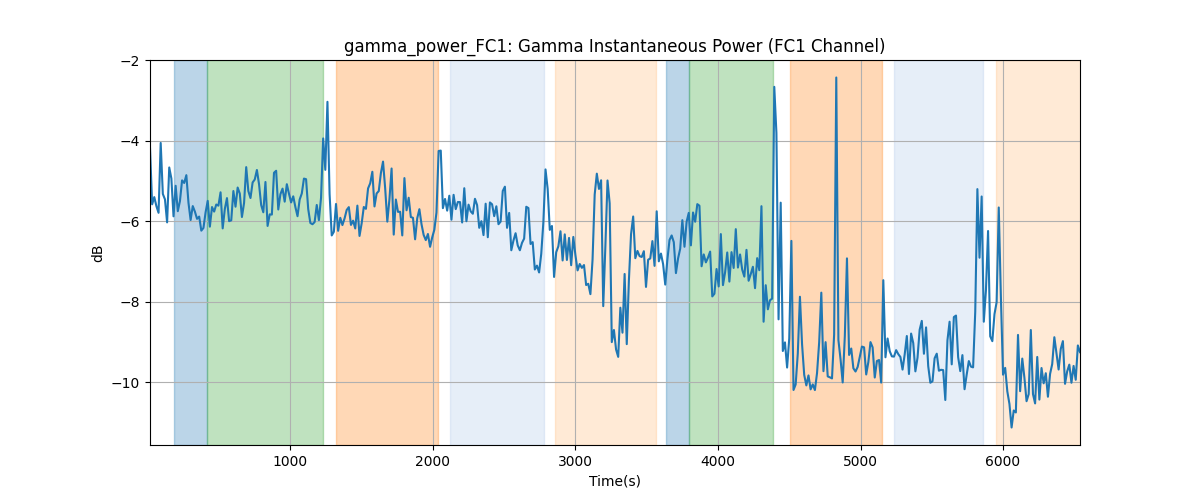 gamma_power_FC1: Gamma Instantaneous Power (FC1 Channel)
−2
−4
−6
−8
−10
dB
1000 2000 3000 4000 5000 6000
Time(s)